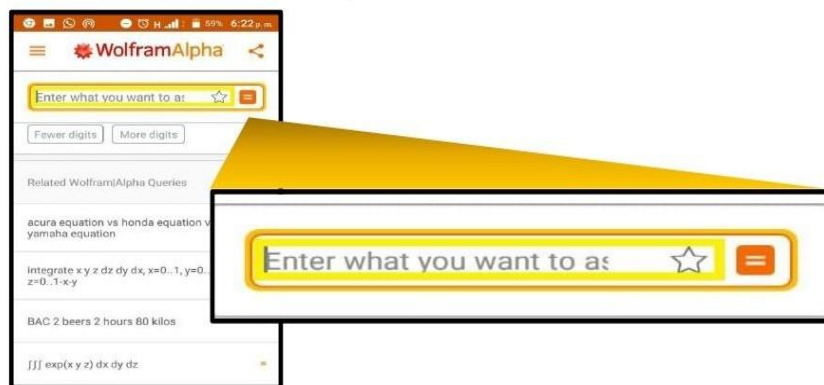 59% 6:22 p. m.
WolframAlpha
Enter what you want to as
=
Fewer digits More digits
Related Wolfram|Alpha Queries
acura equation vs honda equation v
yamaha equation
integrate x y z dz dy dx, x=0..1, y=0..
z=0..1-x-y
BAC 2 beers 2 hours 80 kilos
∫∫∫ exp(x y z) dx dy dz =
Enter what you want to as
=